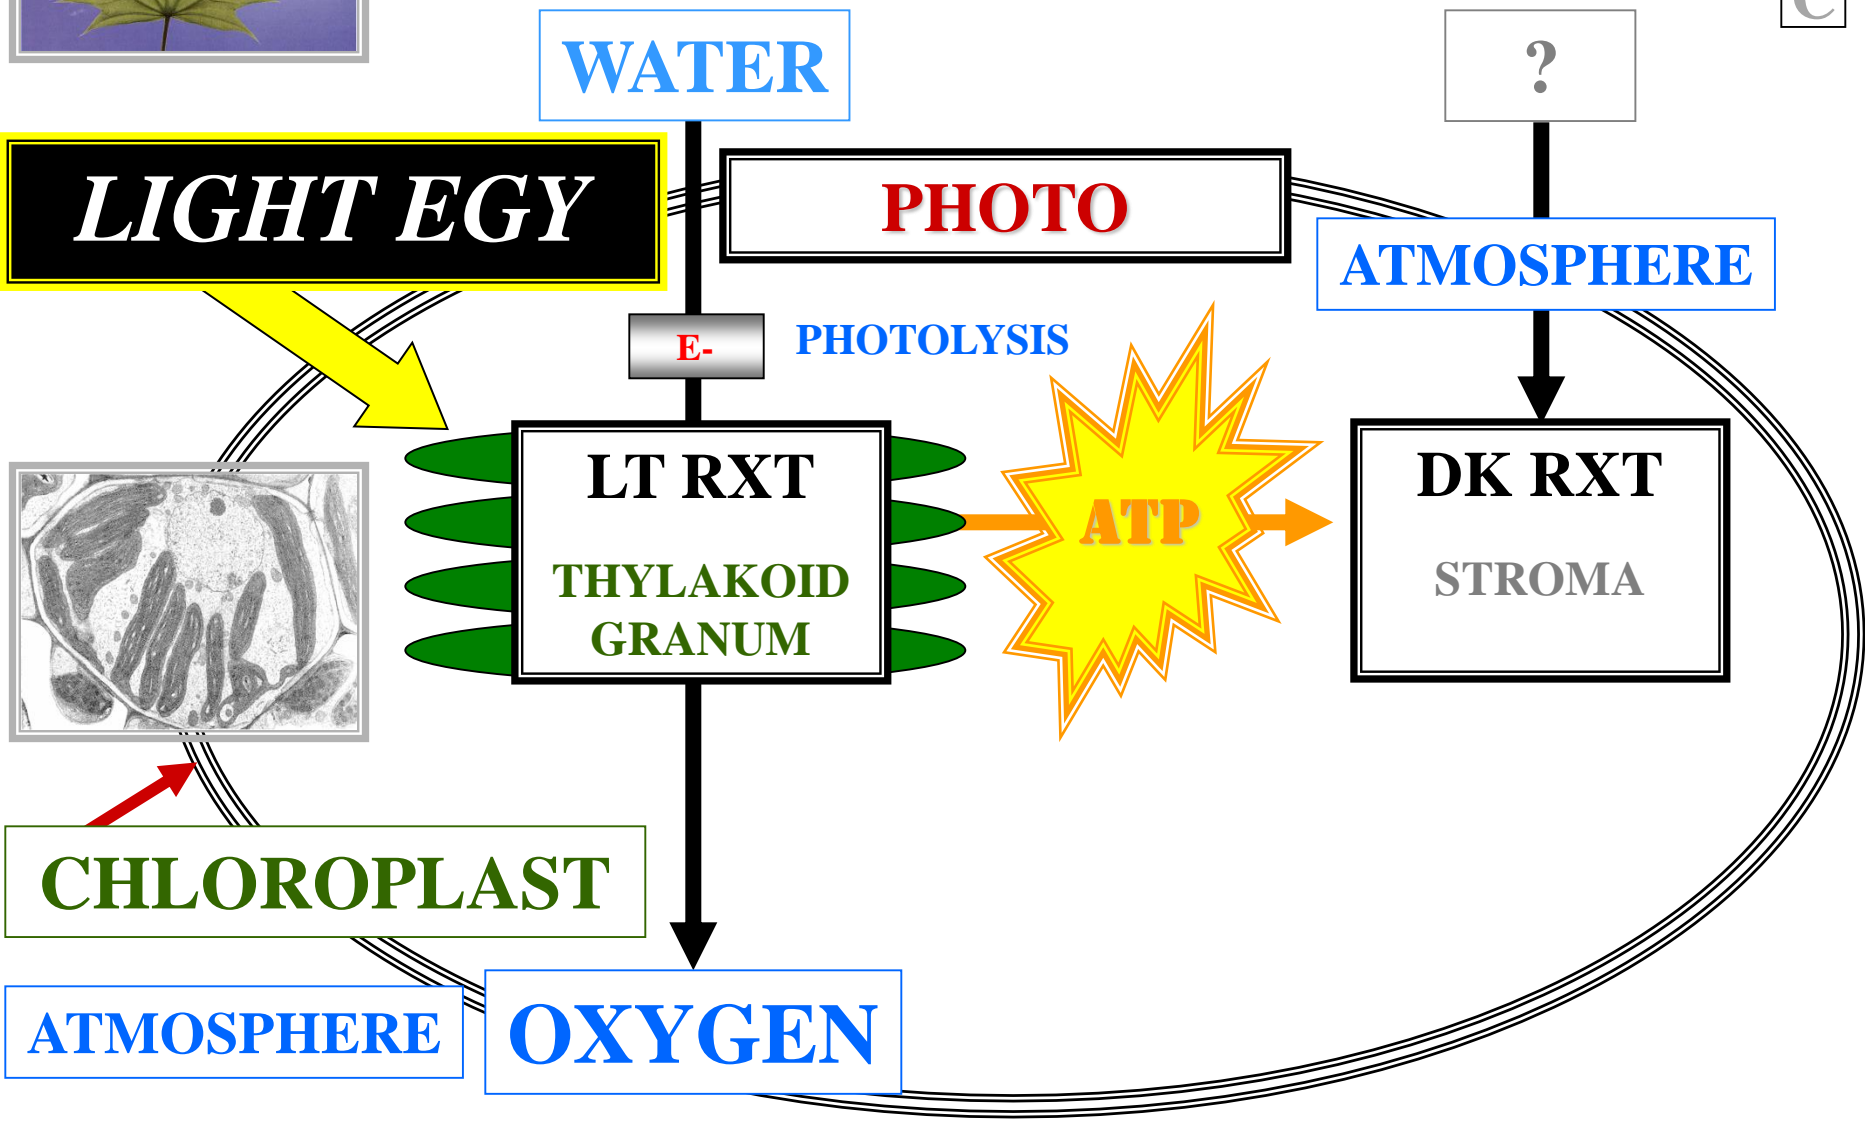 C
WATER
?
LIGHT EGY
PHOTO
ATMOSPHERE
E-
PHOTOLYSIS
LT RXT
THYLAKOID
GRANUM
ATP
DK RXT
STROMA
CHLOROPLAST
ATMOSPHERE
OXYGEN